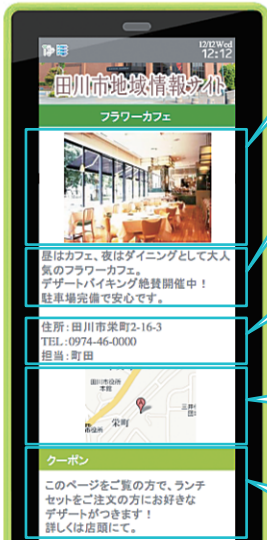 12/12 Wed
12:12
田川市地域情報サイト
フラワーカフェ
昼はカフェ、夜はダイニングとして大人
気のフラワーカフェ。
デザートバイキング絶賛開催中！
駐車場完備で安心です。
住所：田川市栄町2-16-3
TEL：0974-46-0000
担当：町田
田川市役所
本館
栄町
クーポン
このページをご覧の方で、ランチ
セットをご注文の方にお好きな
デザートがつきます！
詳しくは店頭にて。